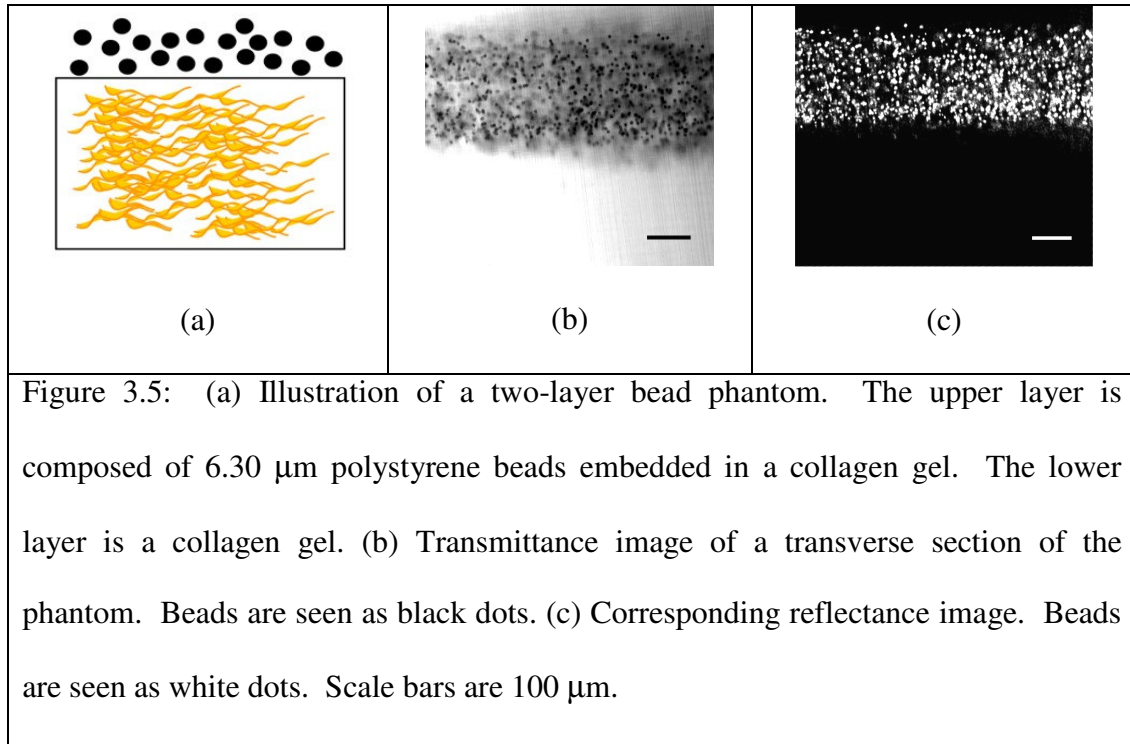 (a)
(b)
(c)
Figure 3.5: (a) Illustration of a two-layer bead phantom. The upper layer is
composed of 6.30 μm polystyrene beads embedded in a collagen gel. The lower
layer is a collagen gel. (b) Transmittance image of a transverse section of the
phantom. Beads are seen as black dots. (c) Corresponding reflectance image. Beads
are seen as white dots. Scale bars are 100 μm.